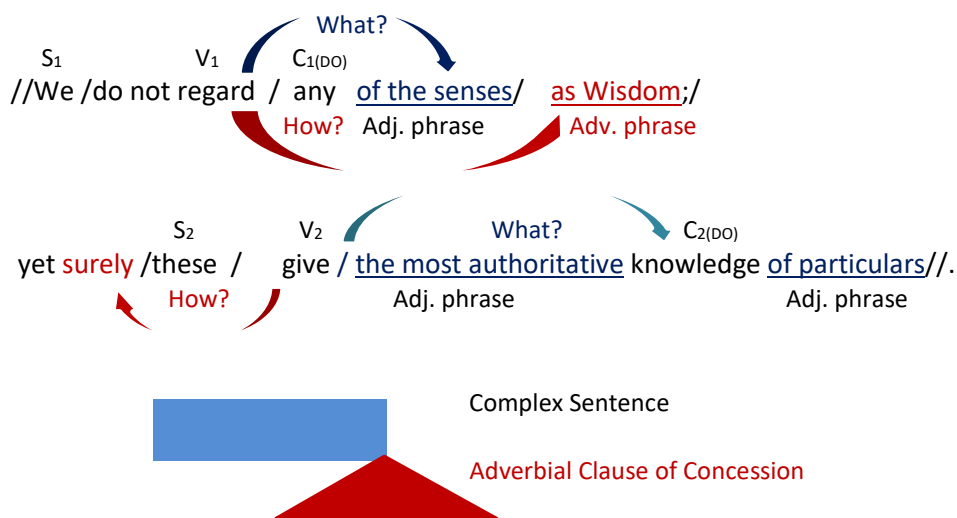 What?
S1 V1 C1(DO)
//We /do not regard / any of the senses/ as Wisdom;/
How? Adj. phrase Adv. phrase
S2 V2 What? C2(DO)
yet surely /these / give / the most authoritative knowledge of particulars//.
How? Adj. phrase Adj. phrase
Complex Sentence
Adverbial Clause of Concession